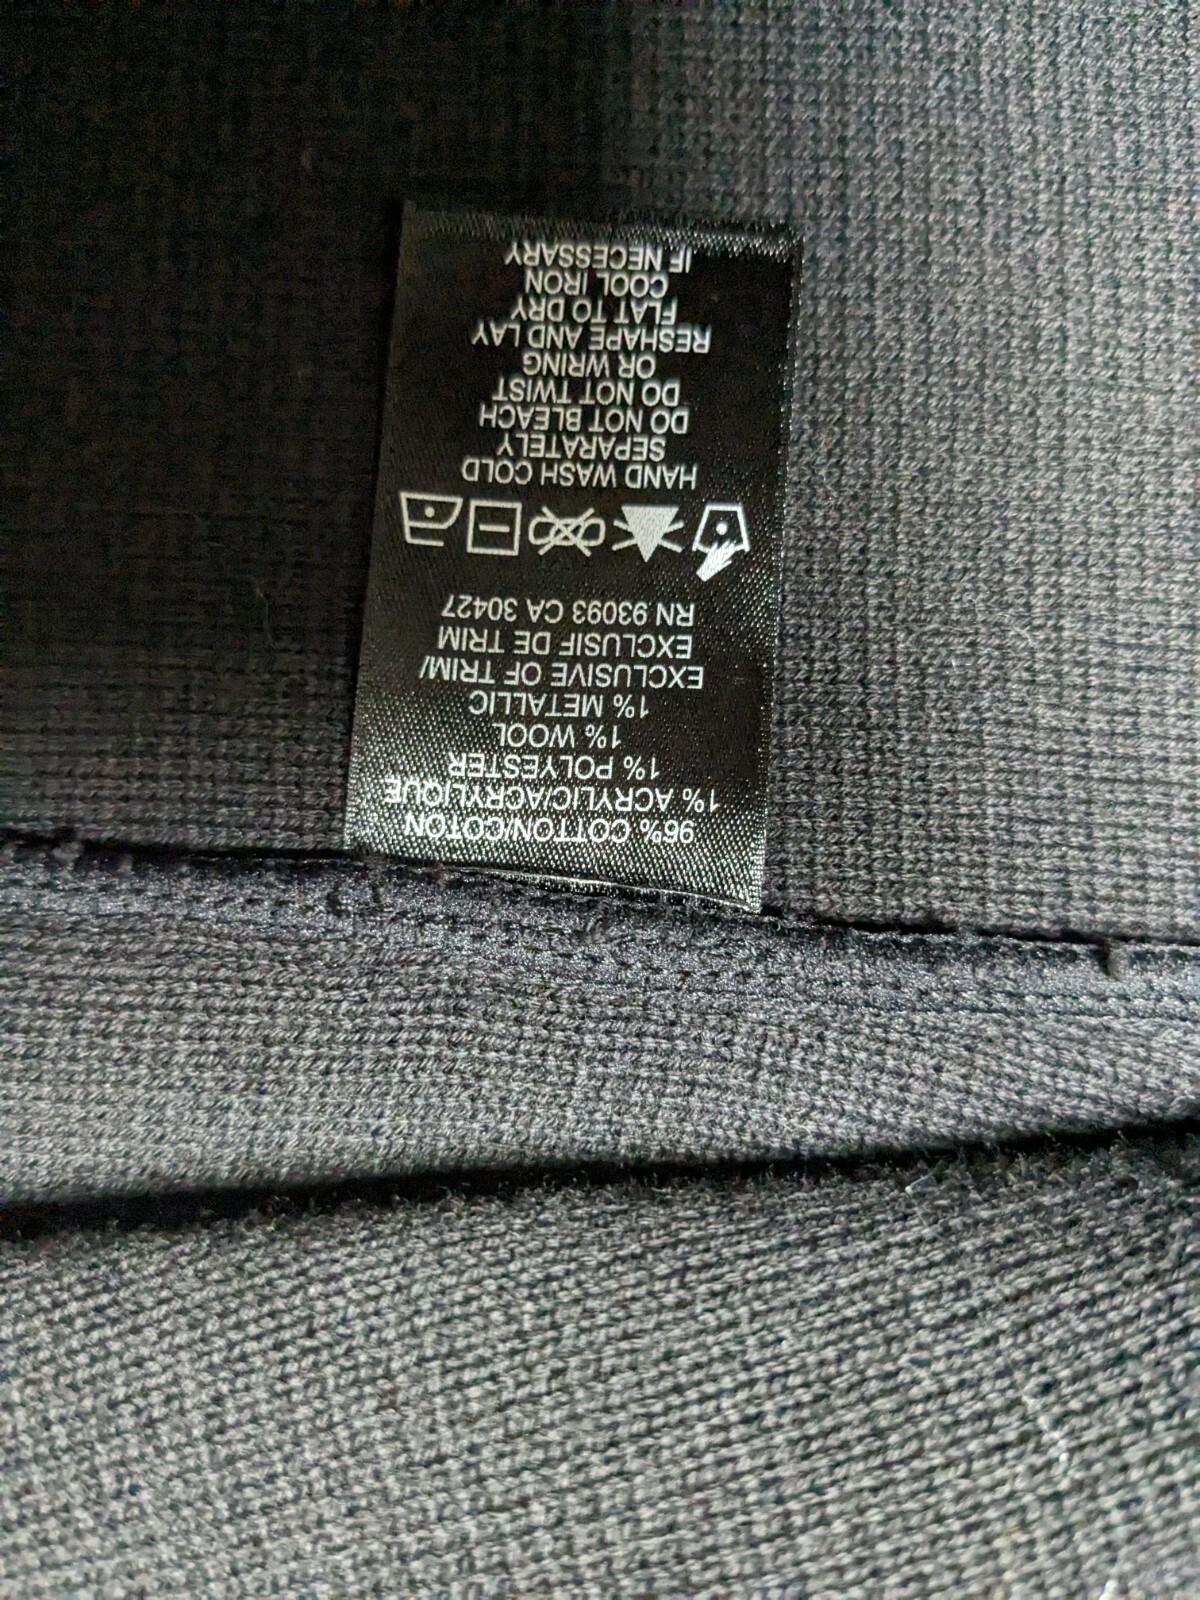 96% COTTON/COTON
1% ACRYLIC/ACRYLIQUE
1% POLYESTER
1% WOOL
1% METALLIC
EXCLUSIVE OF TRIM/
EXCLUSIF DE TRIM
RN 93093 CA 30427
HAND WASH COLD
SEPARATELY
DO NOT BLEACH
DO NOT TWIST
OR WRING
RESHAPE AND LAY
FLAT TO DRY
COOL IRON
IF NECESSARY